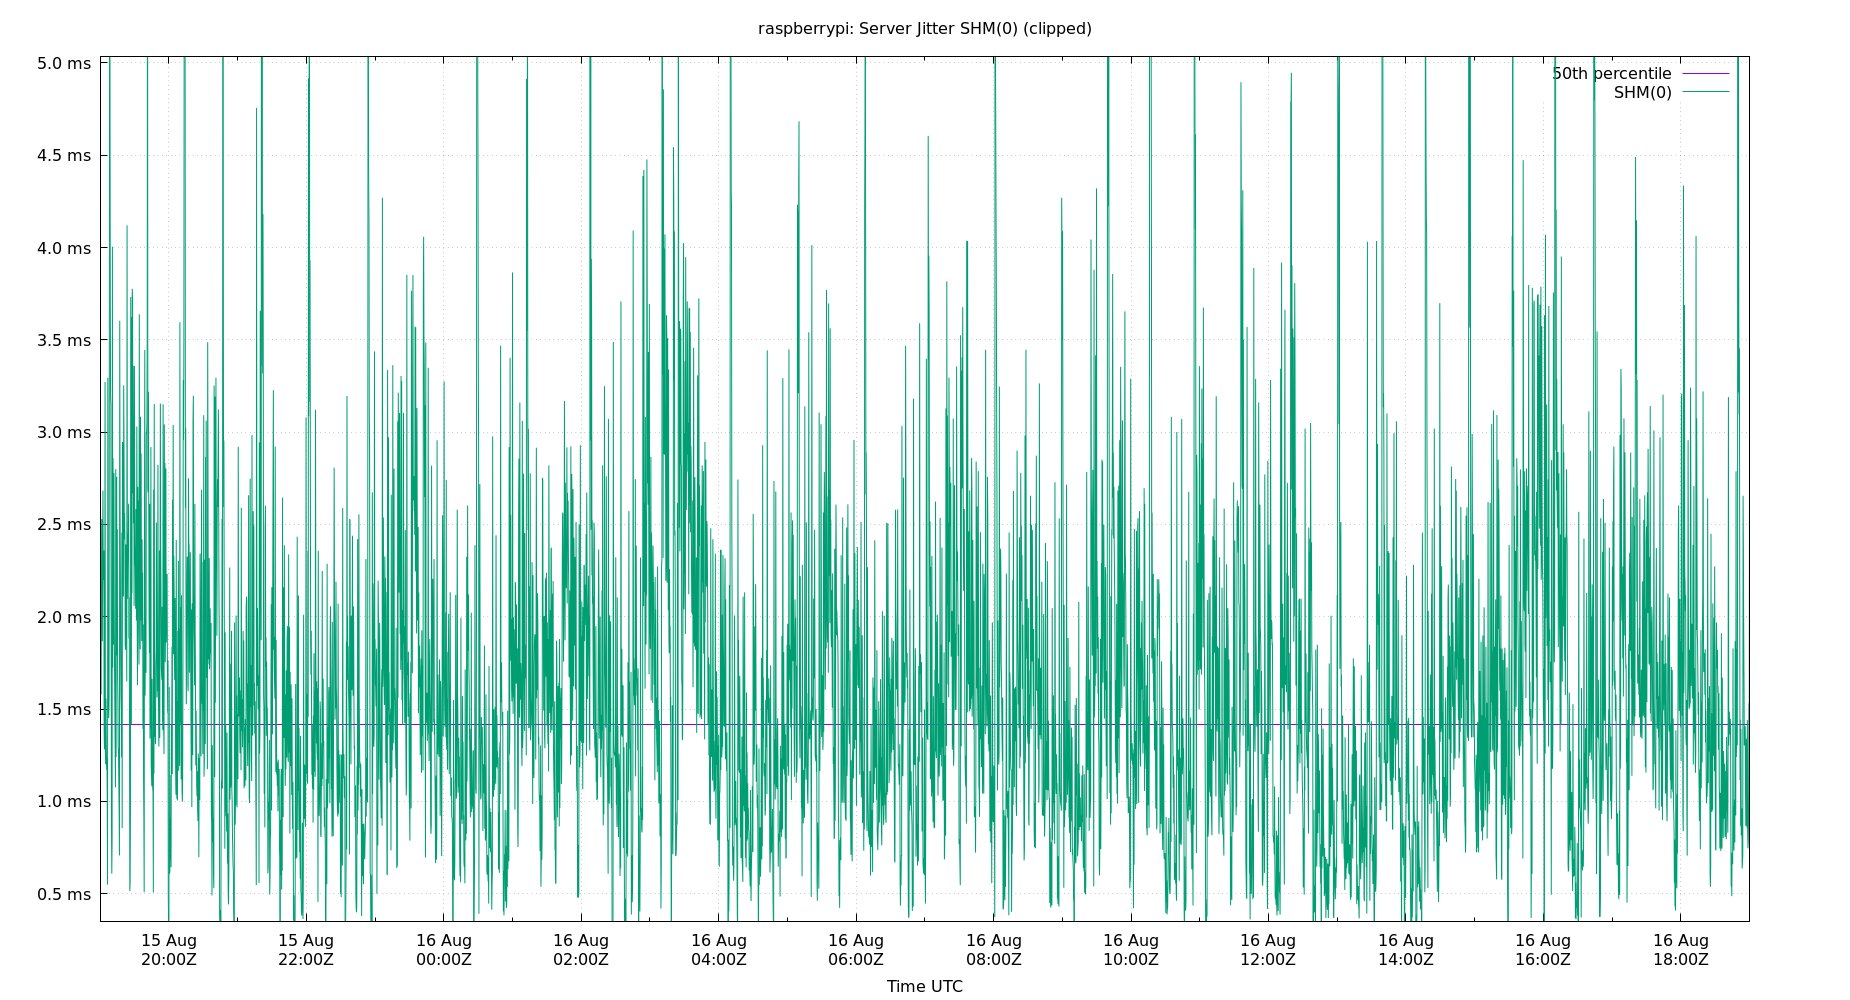 raspberrypi: Server Jitter SHM(0) (clipped)
5.0 ms
50th percentile
SHM(0)
4.5 ms
4.0 ms
3.5 ms
3.0 ms
2.5 ms
2.0 ms
1.5 ms
1.0 ms
0.5 ms
15 Aug 15 Aug 16 Aug 16 Aug 16 Aug 16 Aug 16 Aug 16 Aug 16 Aug 16 Aug 16 Aug 16 Aug
20:00Z 22:00Z 00:00Z 02:00Z 04:00Z 06:00Z 08:00Z 10:00Z 12:00Z 14:00Z 16:00Z 18:00Z
Time UTC